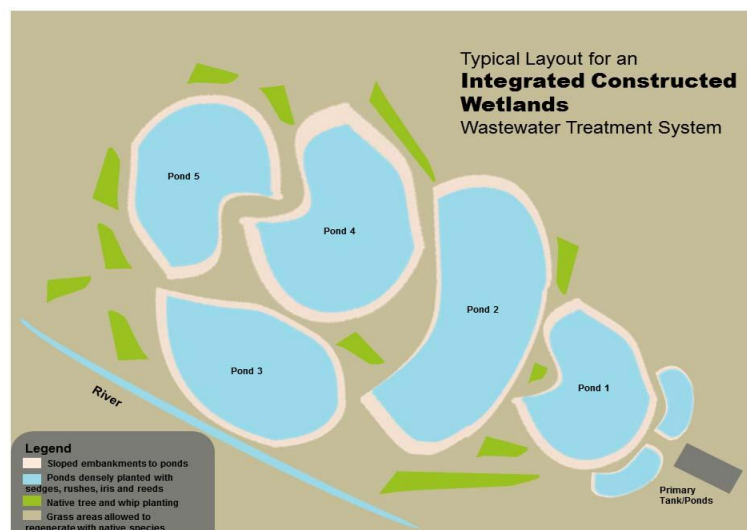 Typical Layout for an
Integrated Constructed
Wetlands
Wastewater Treatment System
Pond 5
Pond 4
Pond 2
Pond 3
Pond 1
River
Primary
Tank/Ponds
Legend
Sloped embankments to ponds
Ponds densely planted with
sedges, rushes, iris and reeds
Native tree and whip planting
Grass areas allowed to
regenerate with native species